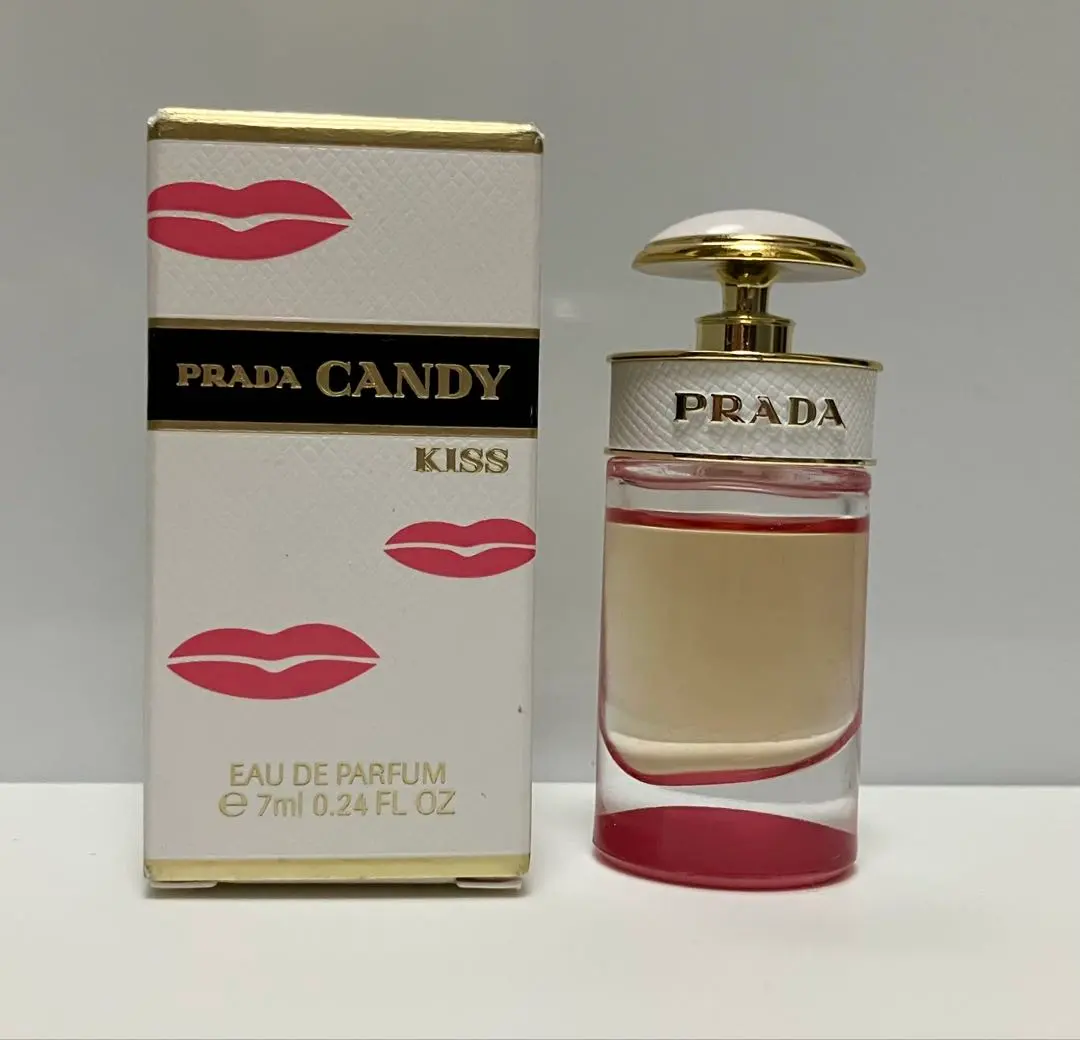 PRADA CANDY
KISS
EAU DE PARFUM
℮ 7ml 0.24 FL OZ
PRADA